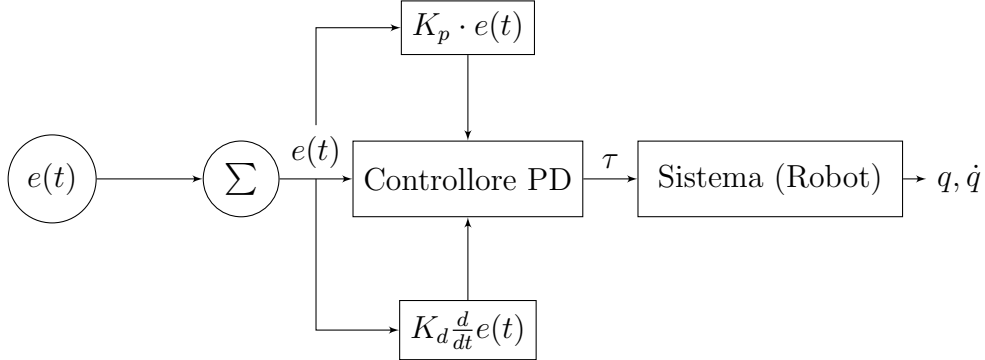 K_p · e(t)
e(t)
∑
e(t)
Controllore PD
τ
Sistema (Robot)
q, q̇
K_d d/dt e(t)